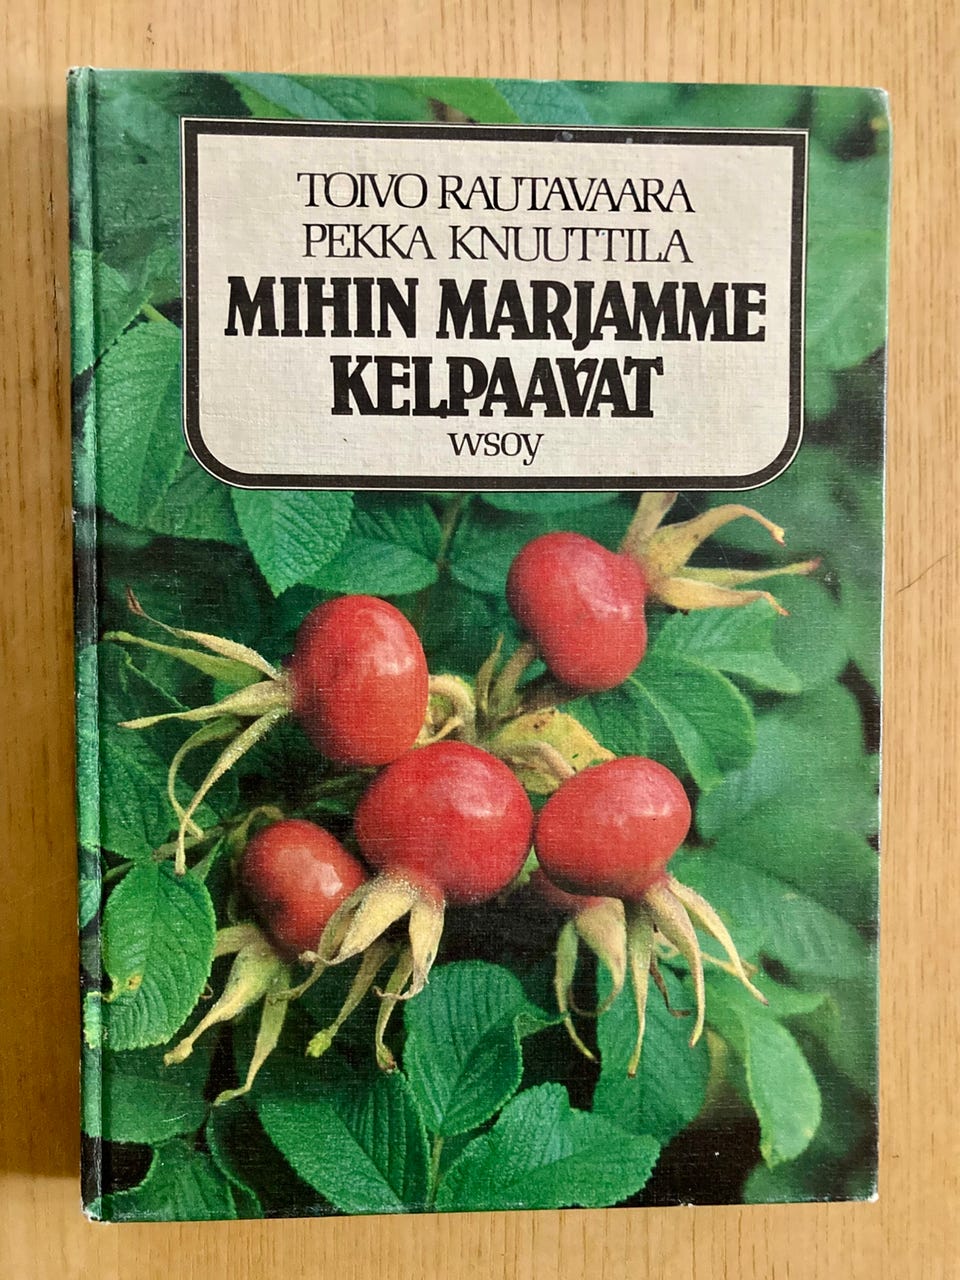 TOIVO RAUTAVAARA
PEKKA KNUUTTILA
MIHIN MARJAMME
KELPAAVAT
wsoy